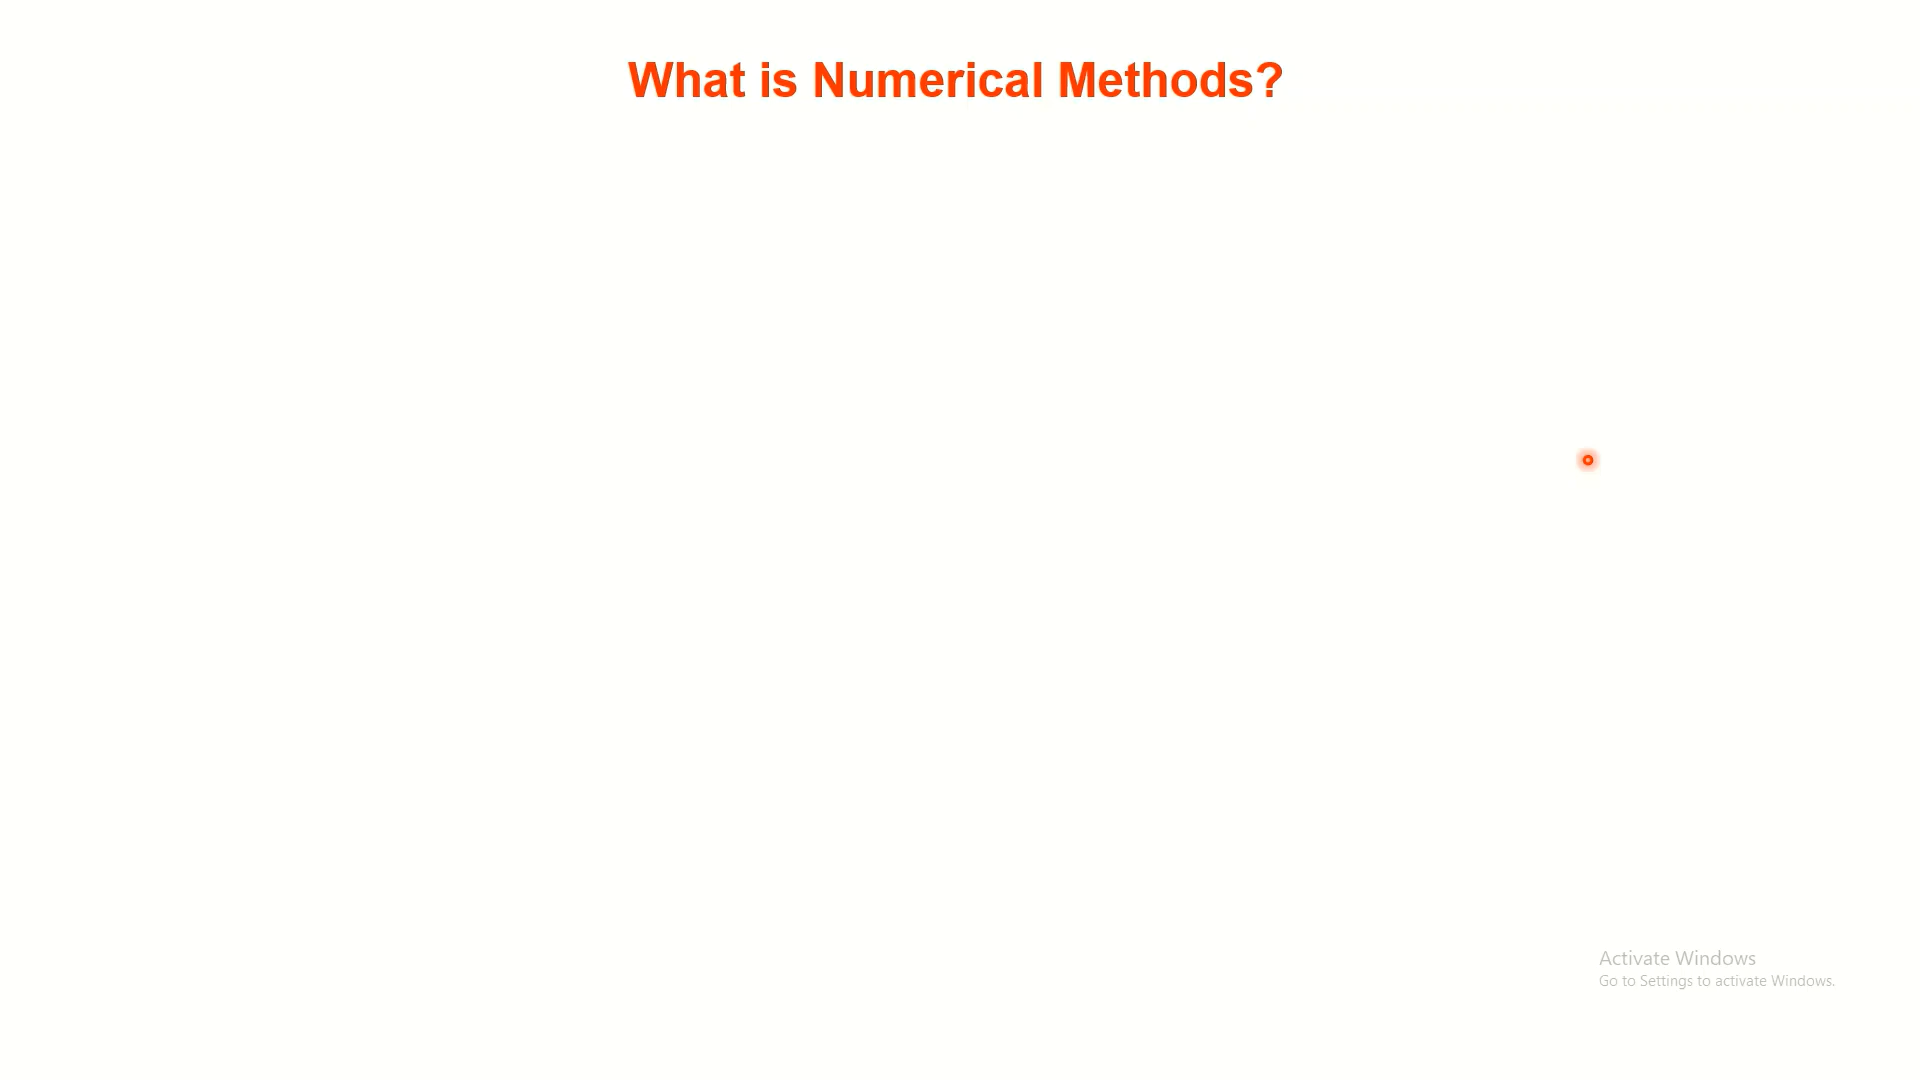 What is Numerical Methods?
Activate Windows
Go to Settings to activate Windows.